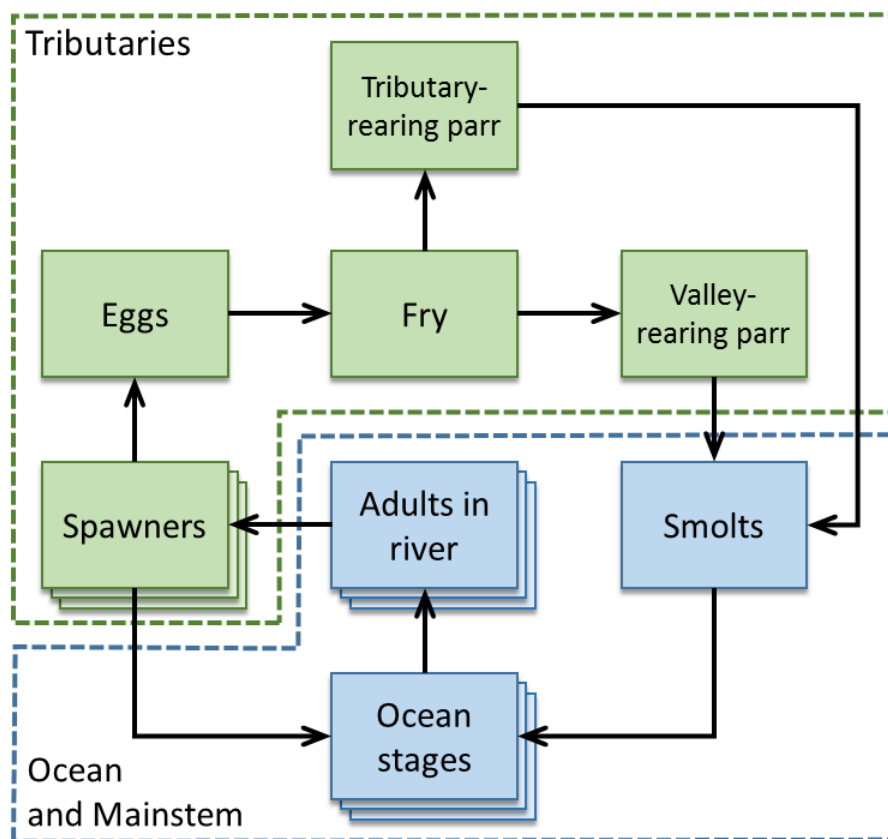 Tributaries
Tributary-
rearing parr
Eggs
Fry
Valley-
rearing parr
Spawners
Adults in
river
Smolts
Ocean
stages
Ocean
and Mainstem